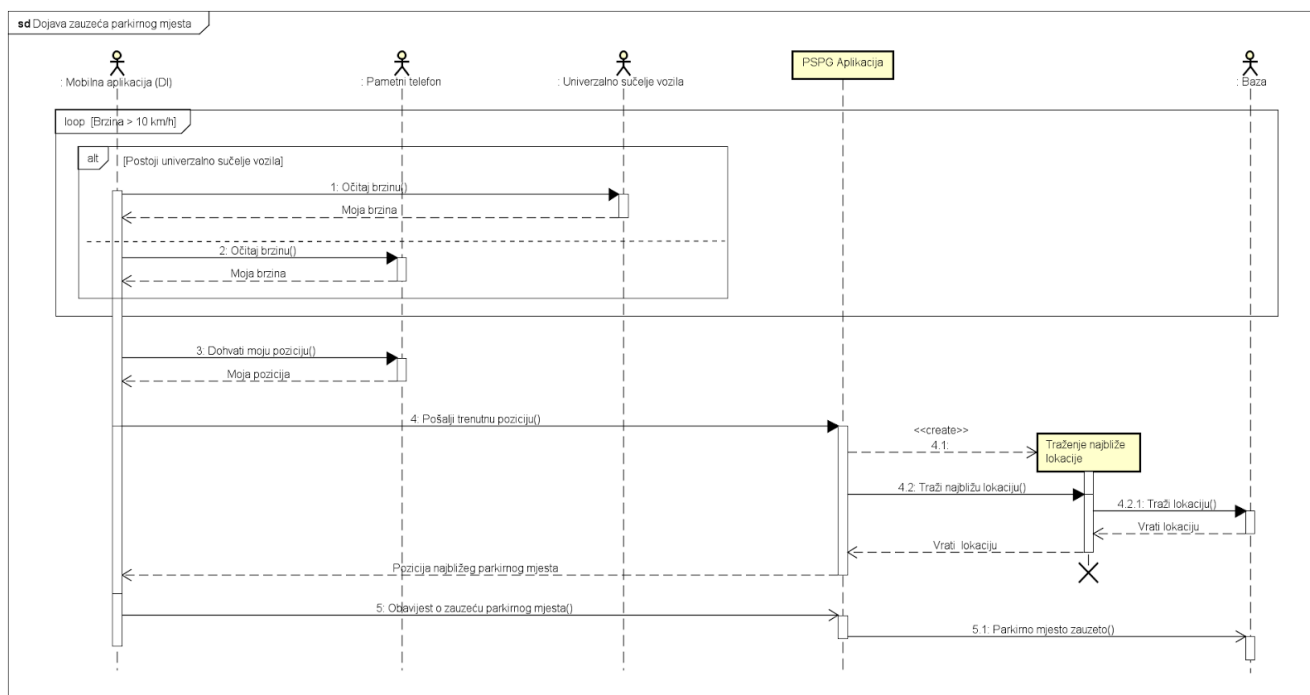 sd Dojava zauzeća parkirnog mjesta
: Mobilna aplikacija (DI)
: Pametni telefon
: Univerzalno sučelje vozila
PSPG Aplikacija
: Baza
loop [Brzina > 10 km/h]
alt [Postoji univerzalno sučelje vozila]
1: Očitaj brzinu()
Moja brzina
2: Očitaj brzinu()
Moja brzina
3: Dohvati moju poziciju()
Moja pozicija
4: Pošalji trenutnu poziciju()
<<create>>
4.1:
Traženje najbliže
lokacije
4.2: Traži najbližu lokaciju()
4.2.1: Traži lokaciju()
Vrati lokaciju
Vrati lokaciju
Pozicija najbližeg parkirnog mjesta
5: Obavijest o zauzeću parkirnog mjesta()
5.1: Parkirno mjesto zauzeto()